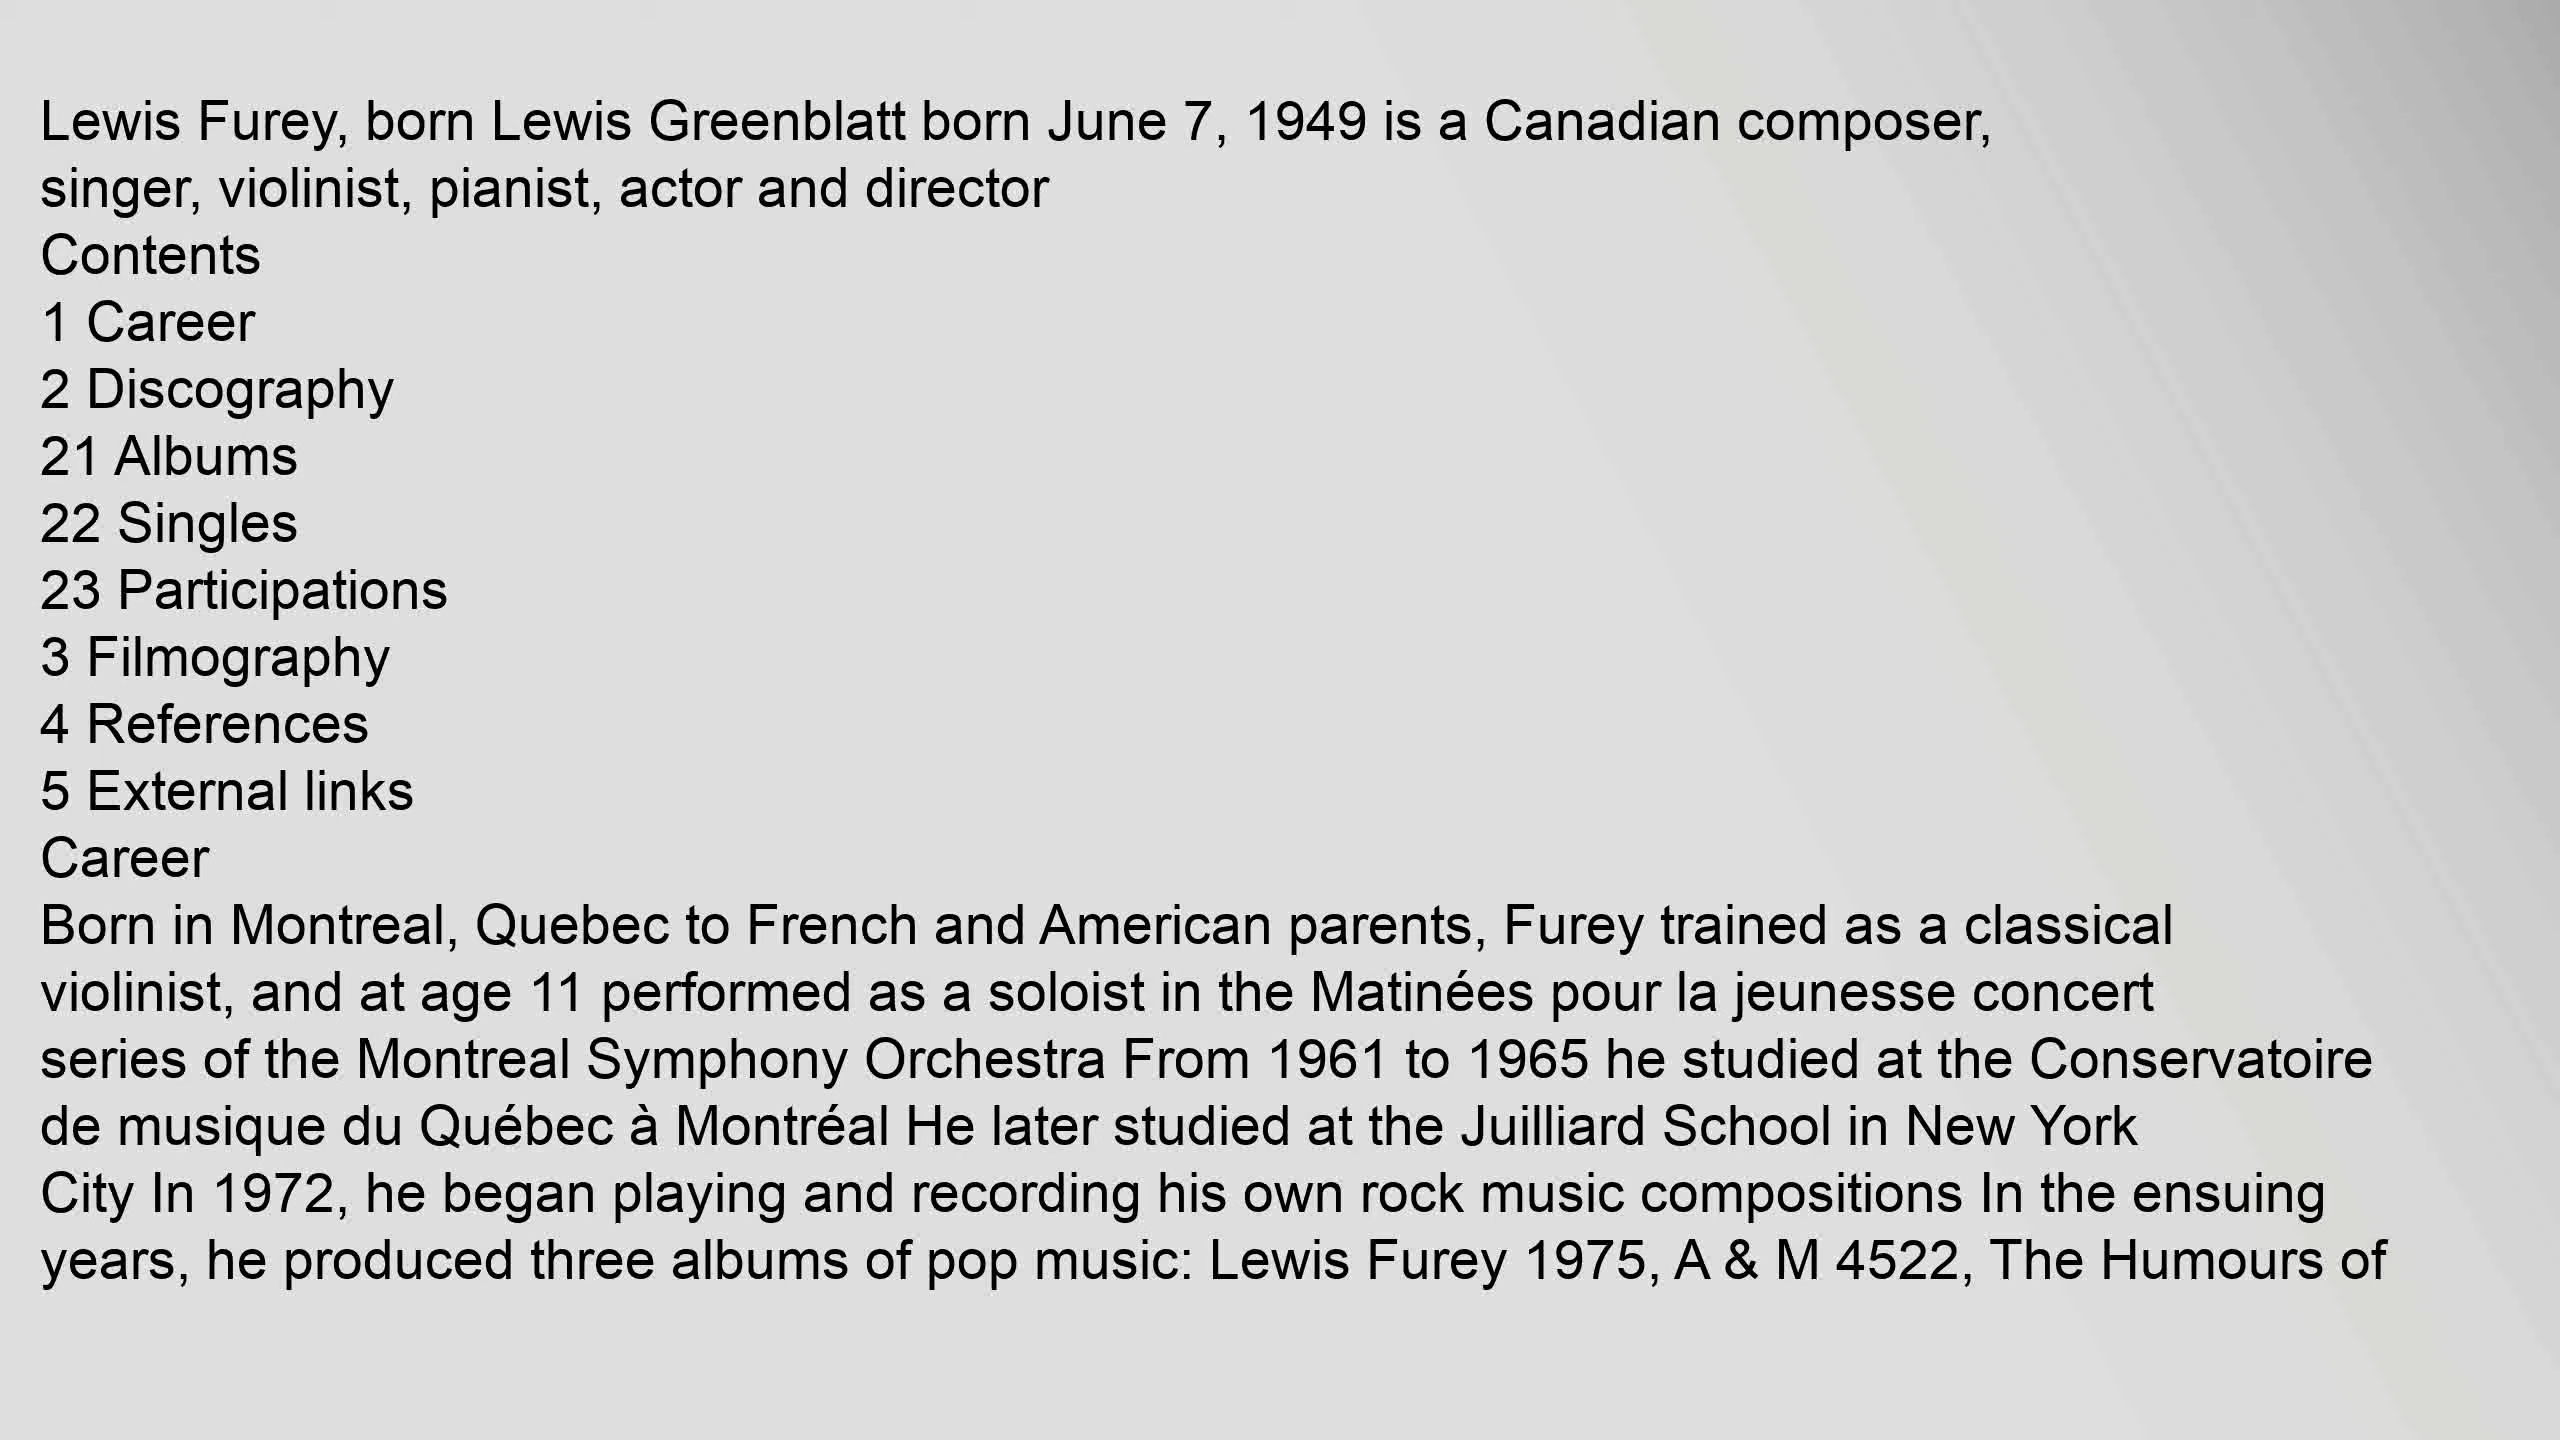 Lewis Furey, born Lewis Greenblatt born June 7, 1949 is a Canadian composer,
singer, violinist, pianist, actor and director
Contents
1 Career
2 Discography
21 Albums
22 Singles
23 Participations
3 Filmography
4 References
5 External links
Career
Born in Montreal, Quebec to French and American parents, Furey trained as a classical
violinist, and at age 11 performed as a soloist in the Matinées pour la jeunesse concert
series of the Montreal Symphony Orchestra From 1961 to 1965 he studied at the Conservatoire
de musique du Québec à Montréal He later studied at the Juilliard School in New York
City In 1972, he began playing and recording his own rock music compositions In the ensuing
years, he produced three albums of pop music: Lewis Furey 1975, A & M 4522, The Humours of